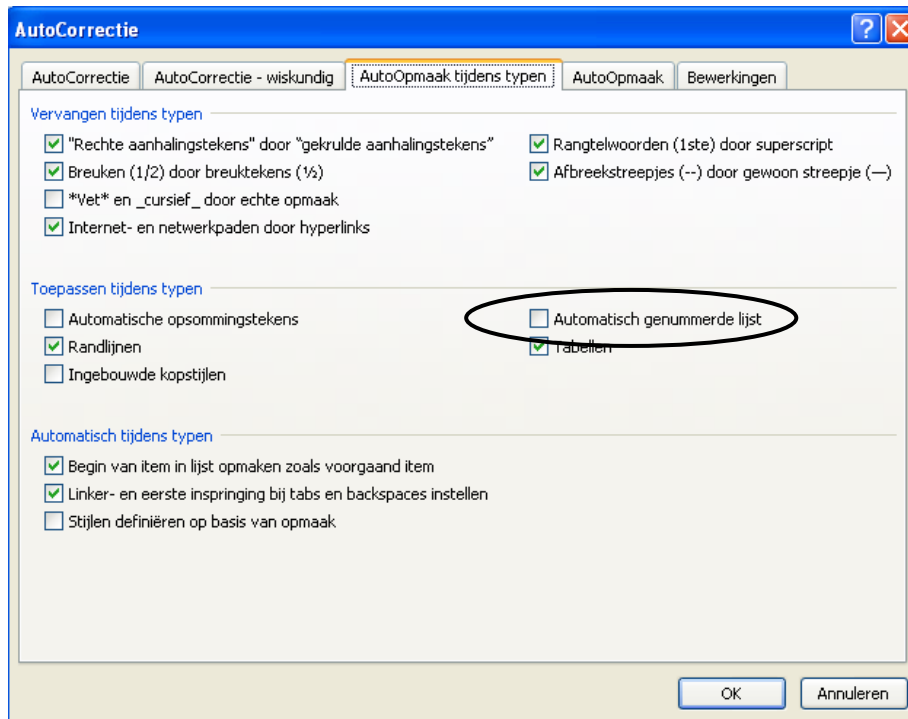 AutoCorrectie
AutoCorrectie AutoCorrectie - wiskundig AutoOpmaak tijdens typen AutoOpmaak Bewerkingen
Vervangen tijdens typen
"Rechte aanhalingstekens" door “gekrulde aanhalingstekens” Rangtelwoorden (1ste) door superscript
Breuken (1/2) door breuktekens (½) Afbreekstreepjes (--) door gewoon streepje (—)
*Vet* en _cursief_ door echte opmaak
Internet- en netwerkpaden door hyperlinks
Toepassen tijdens typen
Automatische opsommingstekens Automatisch genummerde lijst
Randlijnen Tabellen
Ingebouwde kopstijlen
Automatisch tijdens typen
Begin van item in lijst opmaken zoals voorgaand item
Linker- en eerste inspringing bij tabs en backspaces instellen
Stijlen definiëren op basis van opmaak
OK Annuleren